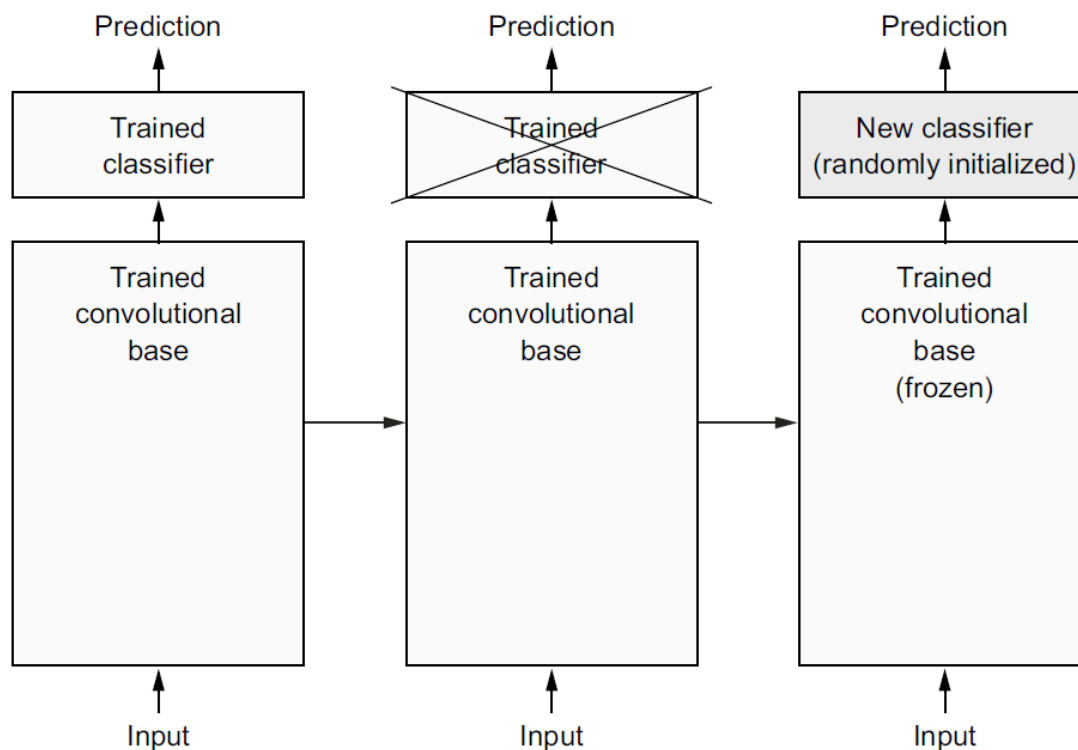 Prediction
Trained
classifier
Trained
convolutional
base
Input
Prediction
Trained
classifier
Trained
convolutional
base
Input
Prediction
New classifier
(randomly initialized)
Trained
convolutional
base
(frozen)
Input